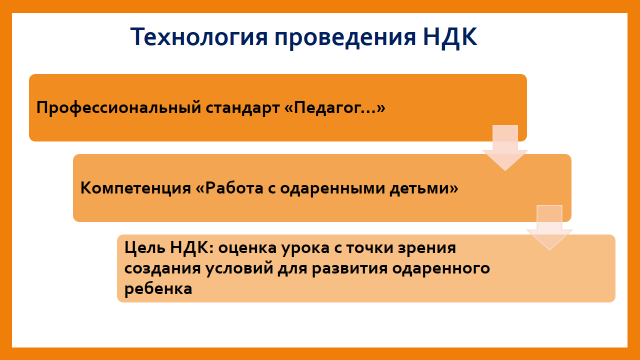 Технология проведения НДК
Профессиональный стандарт «Педагог...»
Компетенция «Работа с одаренными детьми»
Цель НДК: оценка урока с точки зрения
создания условий для развития одаренного
ребенка